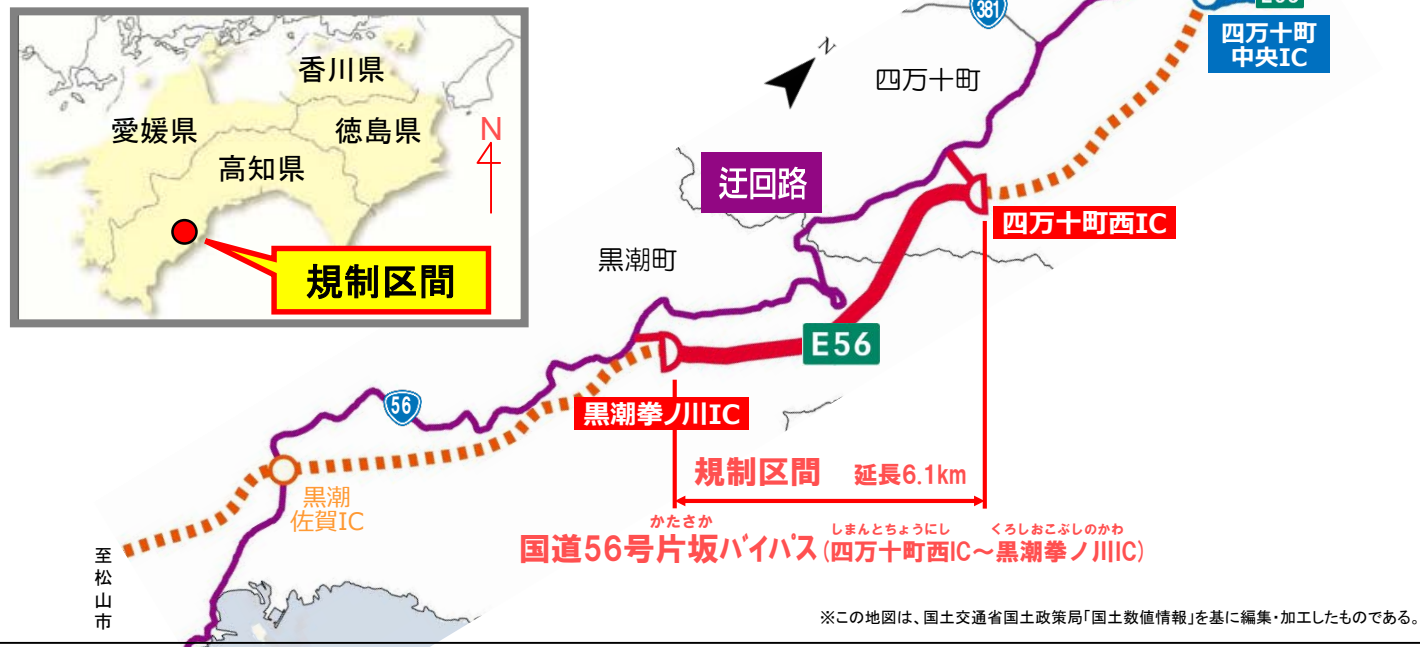 香川県
愛媛県
徳島県
高知県
N
規制区間
381
四万十町
中央IC
N
四万十町
迂回路
四万十町西IC
黒潮町
E56
黒潮拳ノ川IC
56
黒潮
佐賀IC
規制区間 延長6.1km
かたさか しまんとちょうにし くろしおこぶしのかわ
国道56号片坂バイパス(四万十町西IC～黒潮拳ノ川IC)
至松山市
※この地図は、国土交通省国土政策局「国土数値情報」を基に編集・加工したものである。